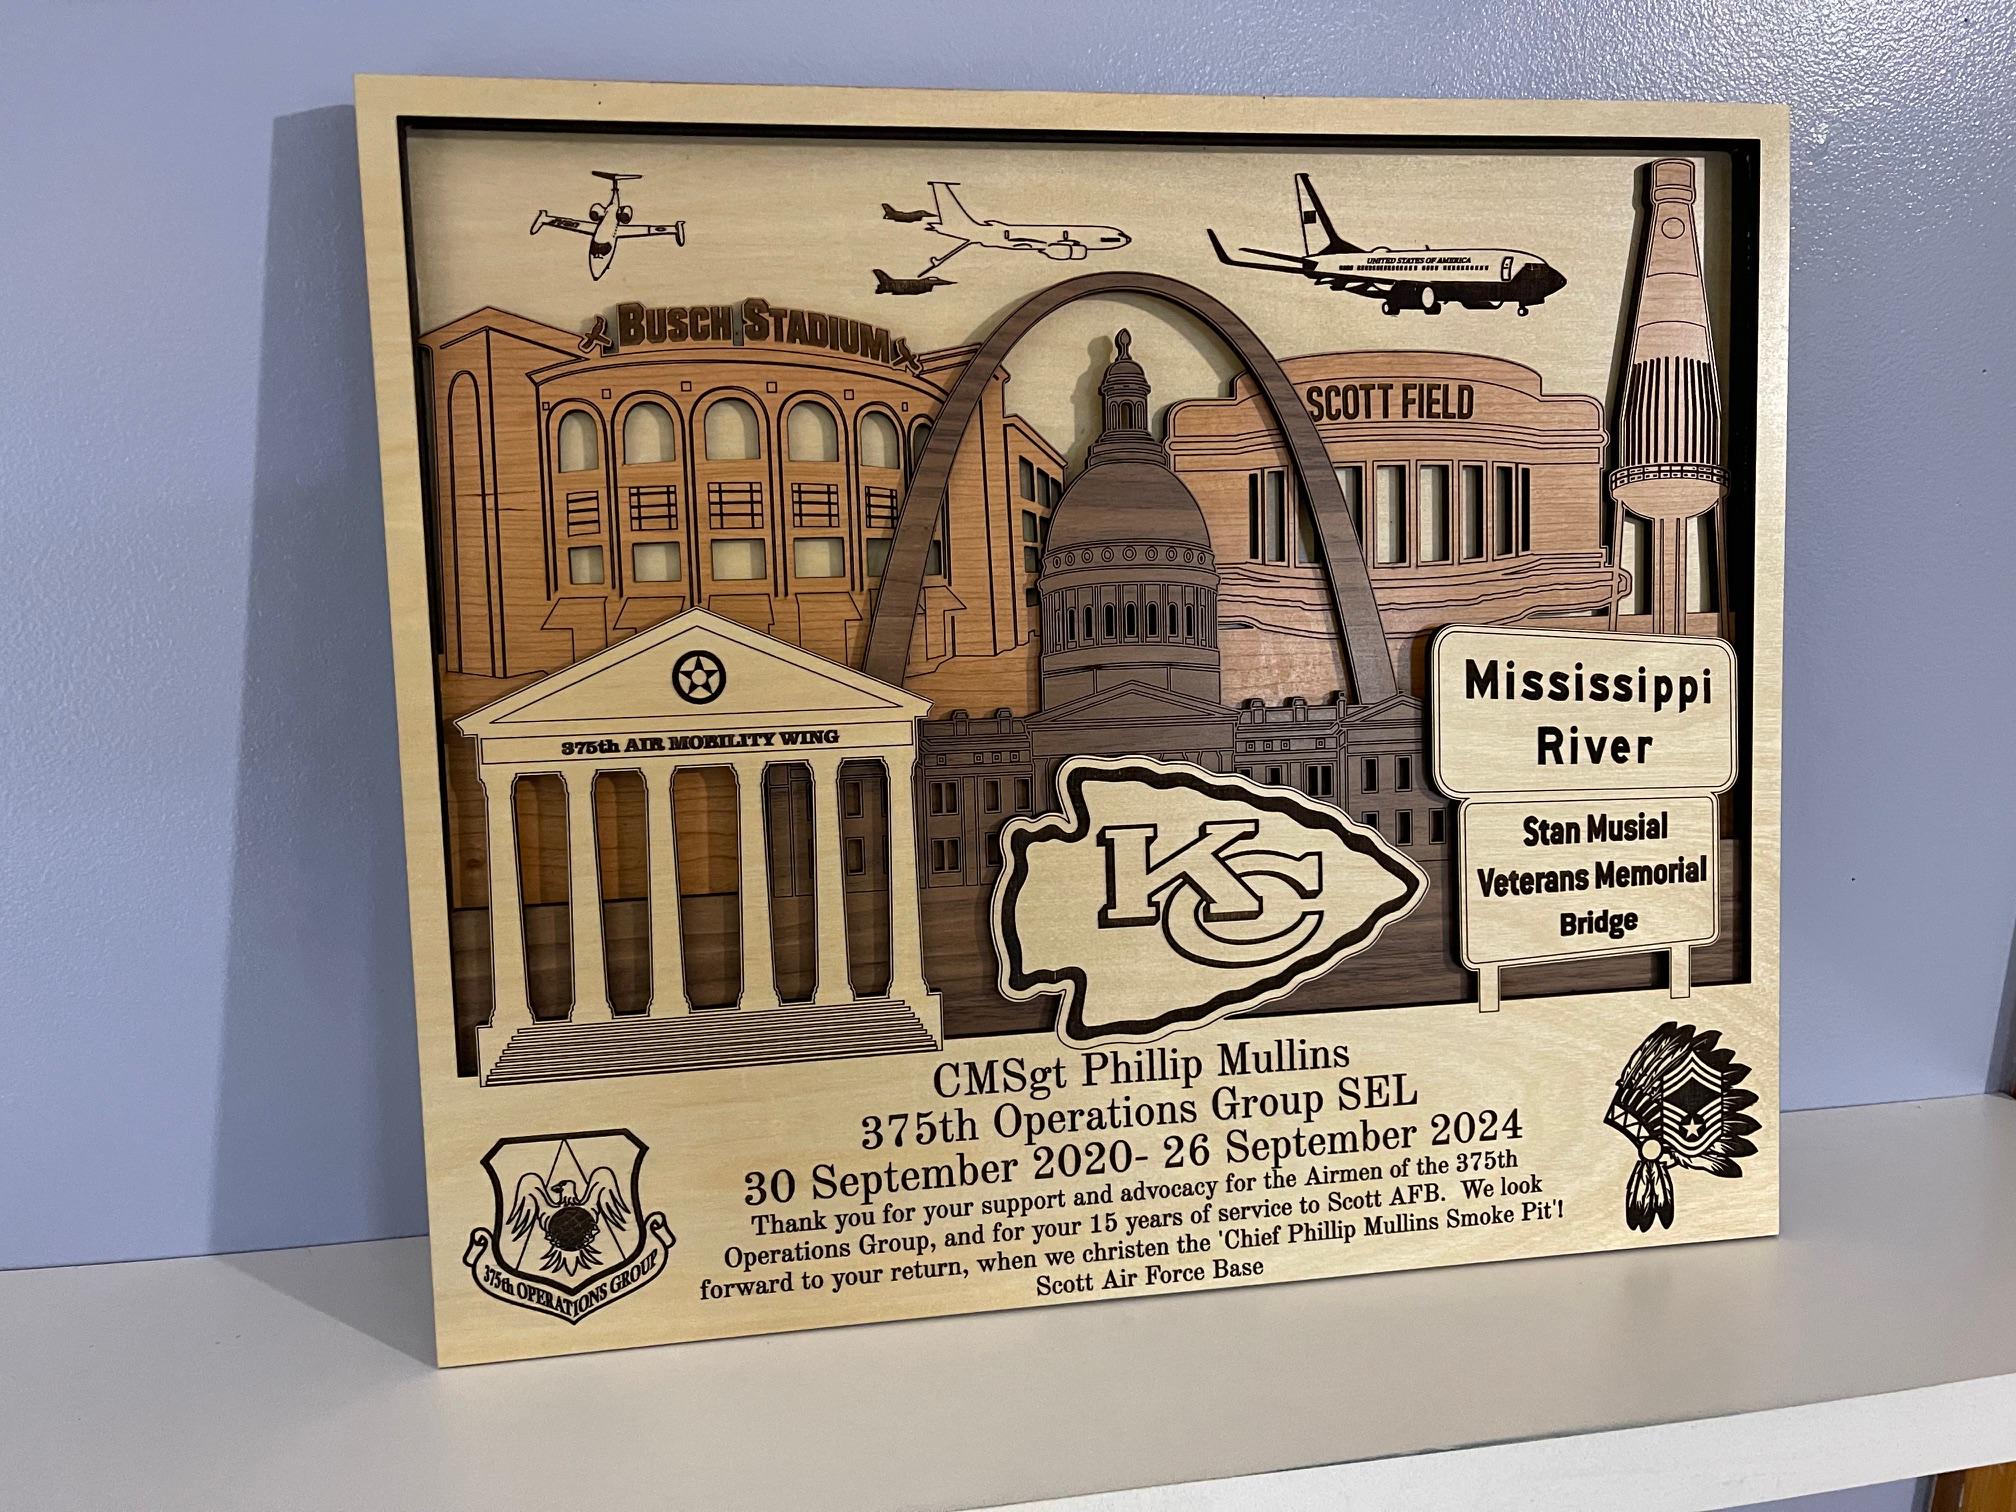 UNITED STATES OF AMERICA
BUSCH STADIUM
SCOTT FIELD
375th AIR MOBILITY WING
Mississippi
River
Stan Musial
Veterans Memorial
Bridge
KC
CMSgt Phillip Mullins
375th Operations Group SEL
30 September 2020- 26 September 2024
Thank you for your support and advocacy for the Airmen of the 375th
Operations Group, and for your 15 years of service to Scott AFB. We look
forward to your return, when we christen the 'Chief Phillip Mullins Smoke Pit'!
Scott Air Force Base
375th OPERATIONS GROUP